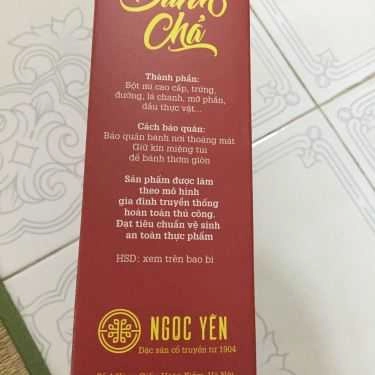 Bánh
Chả
Thành phần:
Bột mì cao cấp, trứng,
đường, lá chanh, mỡ phần,
dầu thực vật...
Cách bảo quản:
Bảo quản bánh nơi thoáng mát
Giữ kín miệng túi
để bánh thơm giòn
Sản phẩm được làm
theo mô hình
gia đình truyền thống
hoàn toàn thủ công.
Đạt tiêu chuẩn vệ sinh
an toàn thực phẩm
HSD: xem trên bao bì
NGỌC YÊN
Đặc sản cổ truyền từ 1904